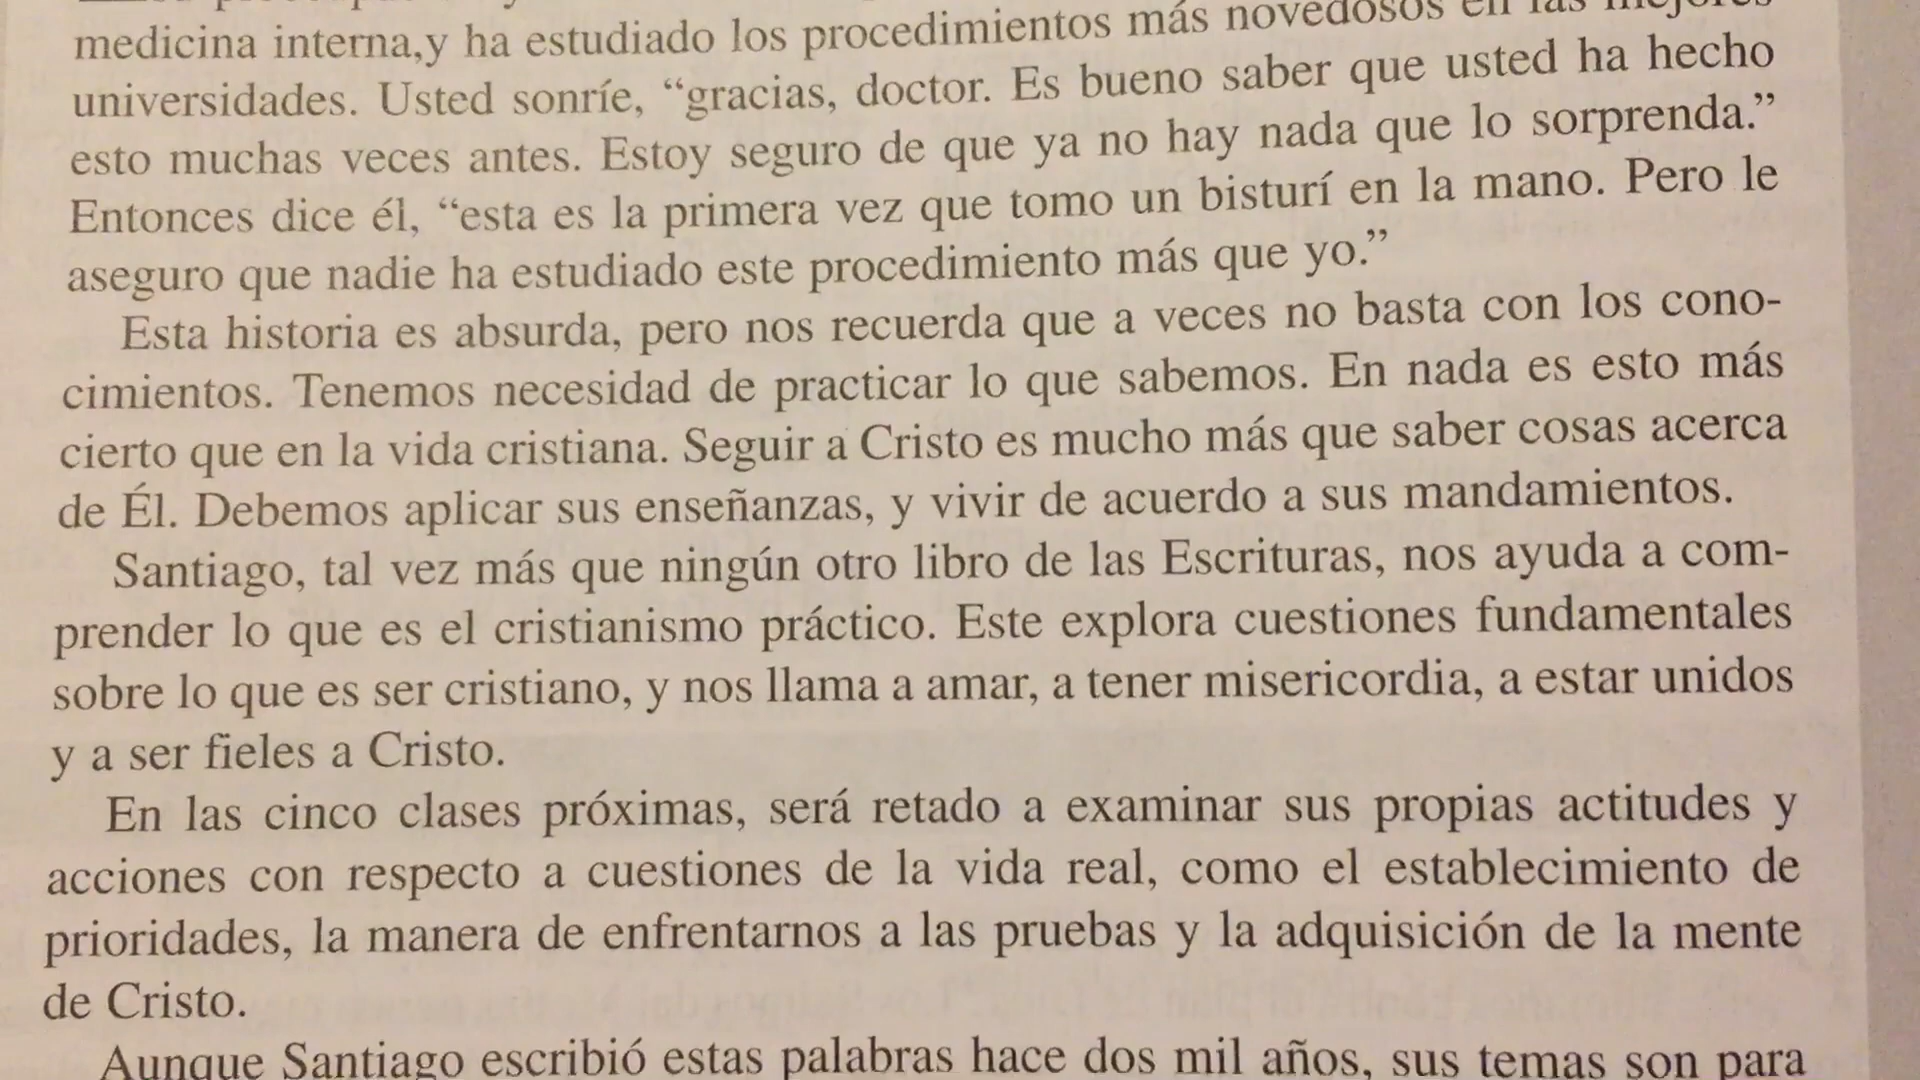 medicina interna,y ha estudiado los procedimientos más novedosos en las mejores
universidades. Usted sonríe, “gracias, doctor. Es bueno saber que usted ha hecho
esto muchas veces antes. Estoy seguro de que ya no hay nada que lo sorprenda.”
Entonces dice él, “esta es la primera vez que tomo un bisturí en la mano. Pero le
aseguro que nadie ha estudiado este procedimiento más que yo.”
Esta historia es absurda, pero nos recuerda que a veces no basta con los cono-
cimientos. Tenemos necesidad de practicar lo que sabemos. En nada es esto más
cierto que en la vida cristiana. Seguir a Cristo es mucho más que saber cosas acerca
de Él. Debemos aplicar sus enseñanzas, y vivir de acuerdo a sus mandamientos.
Santiago, tal vez más que ningún otro libro de las Escrituras, nos ayuda a com-
prender lo que es el cristianismo práctico. Este explora cuestiones fundamentales
sobre lo que es ser cristiano, y nos llama a amar, a tener misericordia, a estar unidos
y a ser fieles a Cristo.
En las cinco clases próximas, será retado a examinar sus propias actitudes y
acciones con respecto a cuestiones de la vida real, como el establecimiento de
prioridades, la manera de enfrentarnos a las pruebas y la adquisición de la mente
de Cristo.
Aunque Santiago escribió estas palabras hace dos mil años, sus temas son para